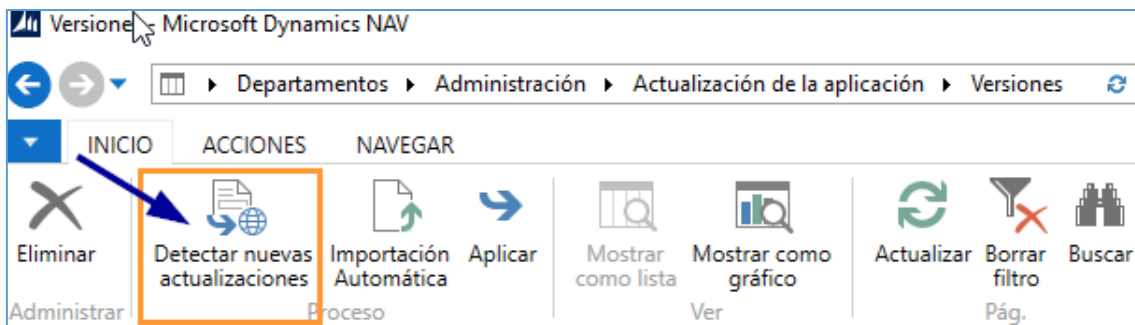 Versione - Microsoft Dynamics NAV
Departamentos Administración Actualización de la aplicación Versiones
INICIO ACCIONES NAVEGAR
Eliminar Detectar nuevas actualizaciones Importación Automática Aplicar Mostrar como lista Mostrar como gráfico Actualizar Borrar filtro Buscar
Administrar Proceso Ver Pág.